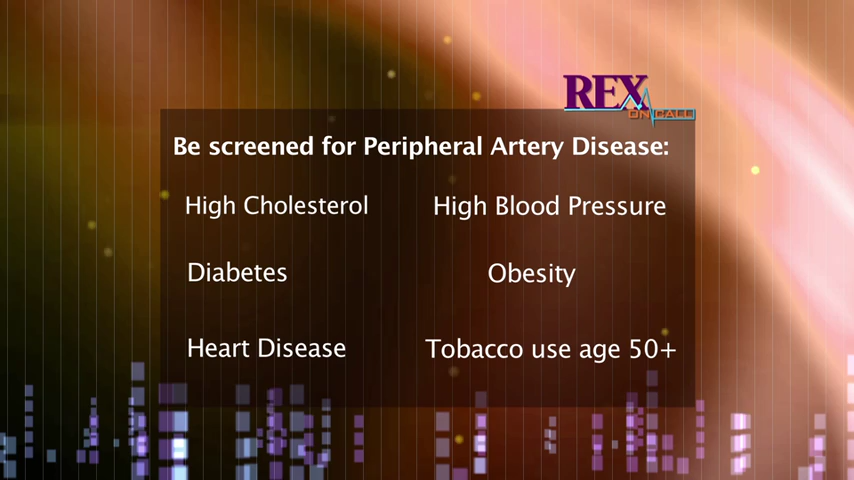 REX
ON CALL
Be screened for Peripheral Artery Disease:
High Cholesterol
High Blood Pressure
Diabetes
Obesity
Heart Disease
Tobacco use age 50+